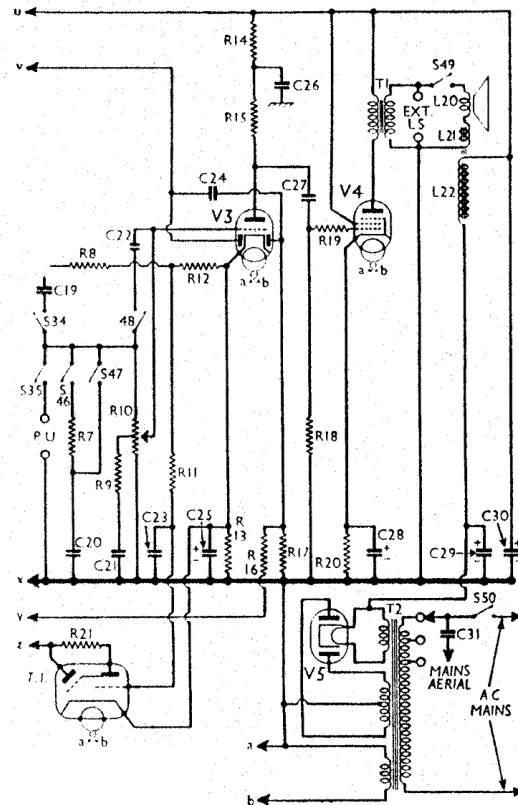 U
R14
S49
V
C26
T1
EXT.
LS
L20
L21
R15
C24
C27
V4
L22
V3
C22
R19
R8
a b
a b
R12
C19
S34
48
S35
S
46
S47
R10
P U
R7
R18
R9
R11
C23
C25
R
13
C28
C30
C20
C21
R
16
R17
R20
C29
X
T2
S50
Y
C31
Z
R21
V5
MAINS
AERIAL
A C
MAINS
T.I.
a b
a
b